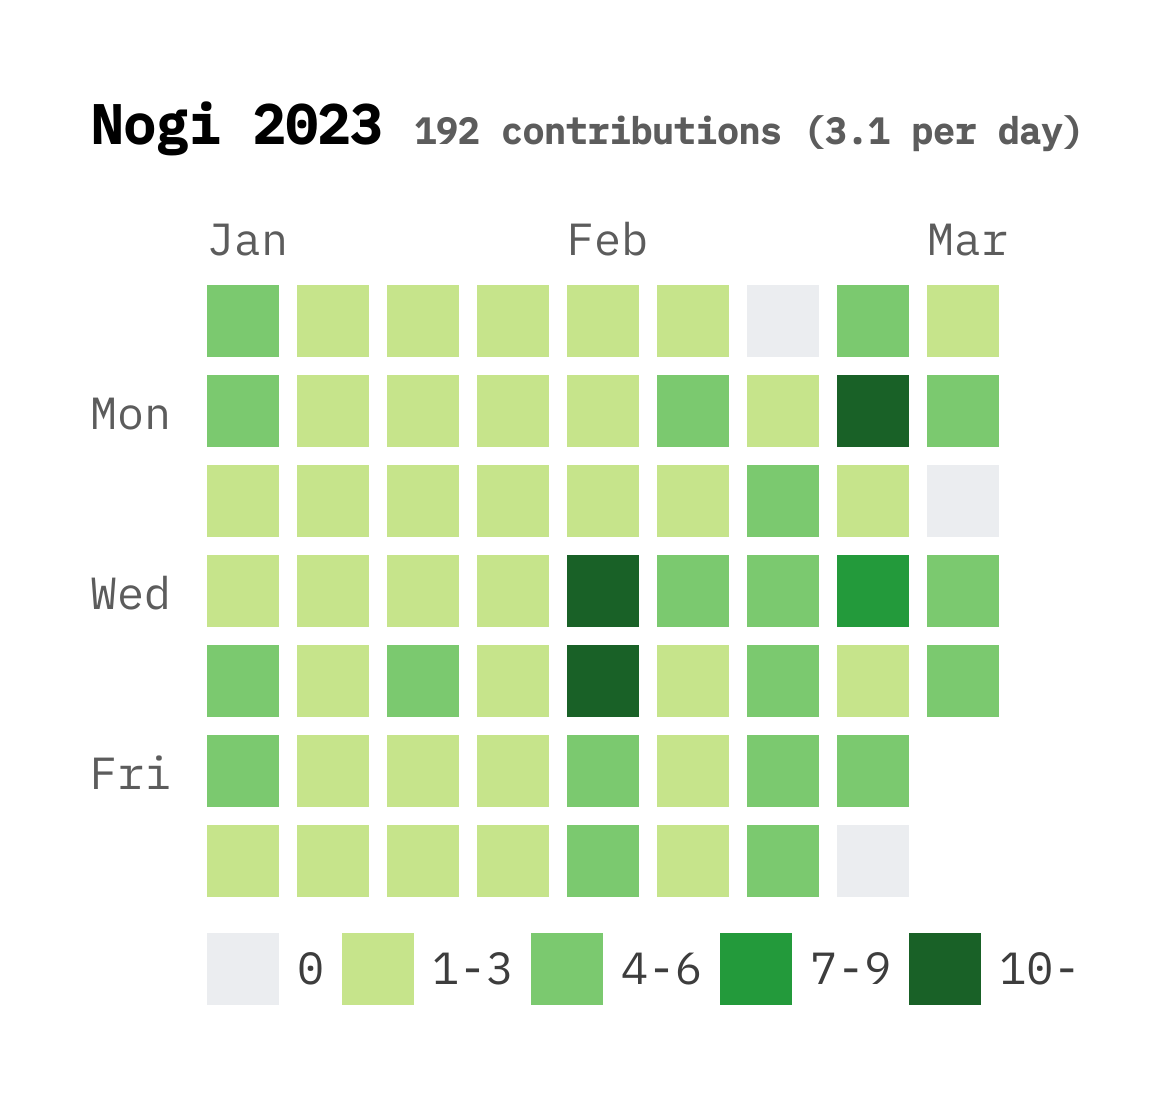 Nogi 2023 192 contributions (3.1 per day)
Jan Feb Mar
Mon
Wed
Fri
0 1-3 4-6 7-9 10-